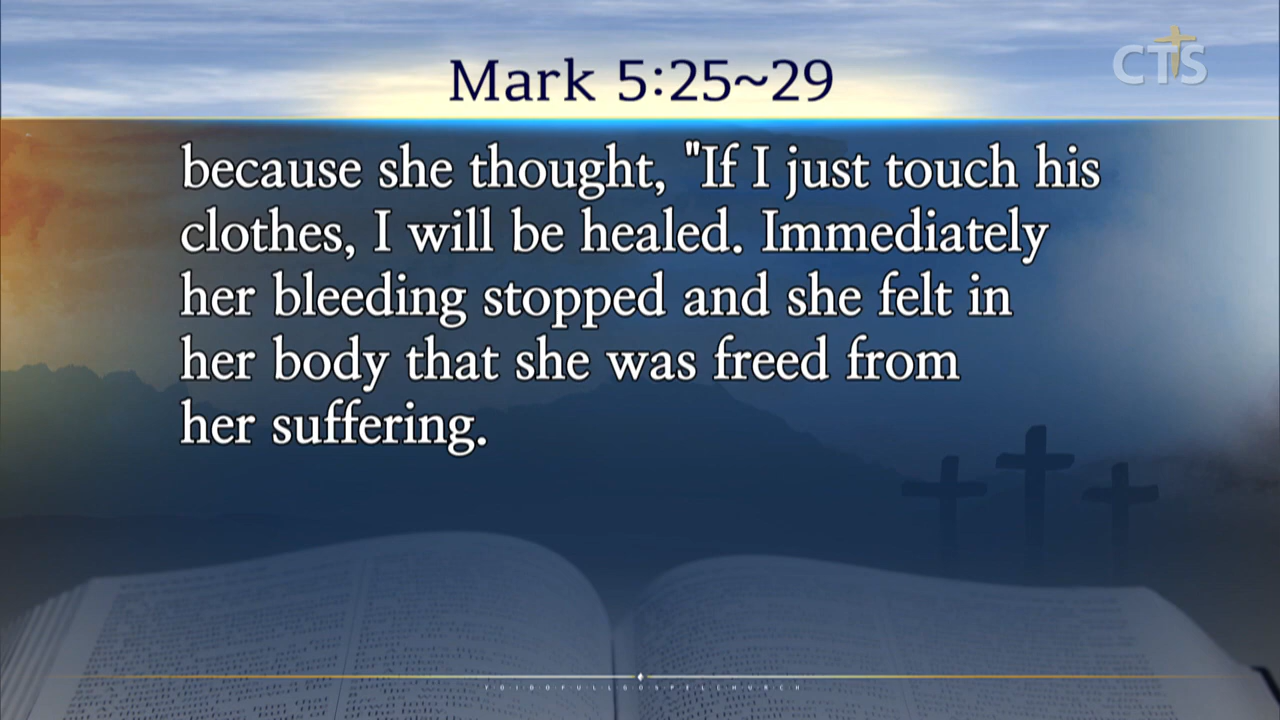 Mark 5:25~29
CTS
because she thought, "If I just touch his
clothes, I will be healed. Immediately
her bleeding stopped and she felt in
her body that she was freed from
her suffering.